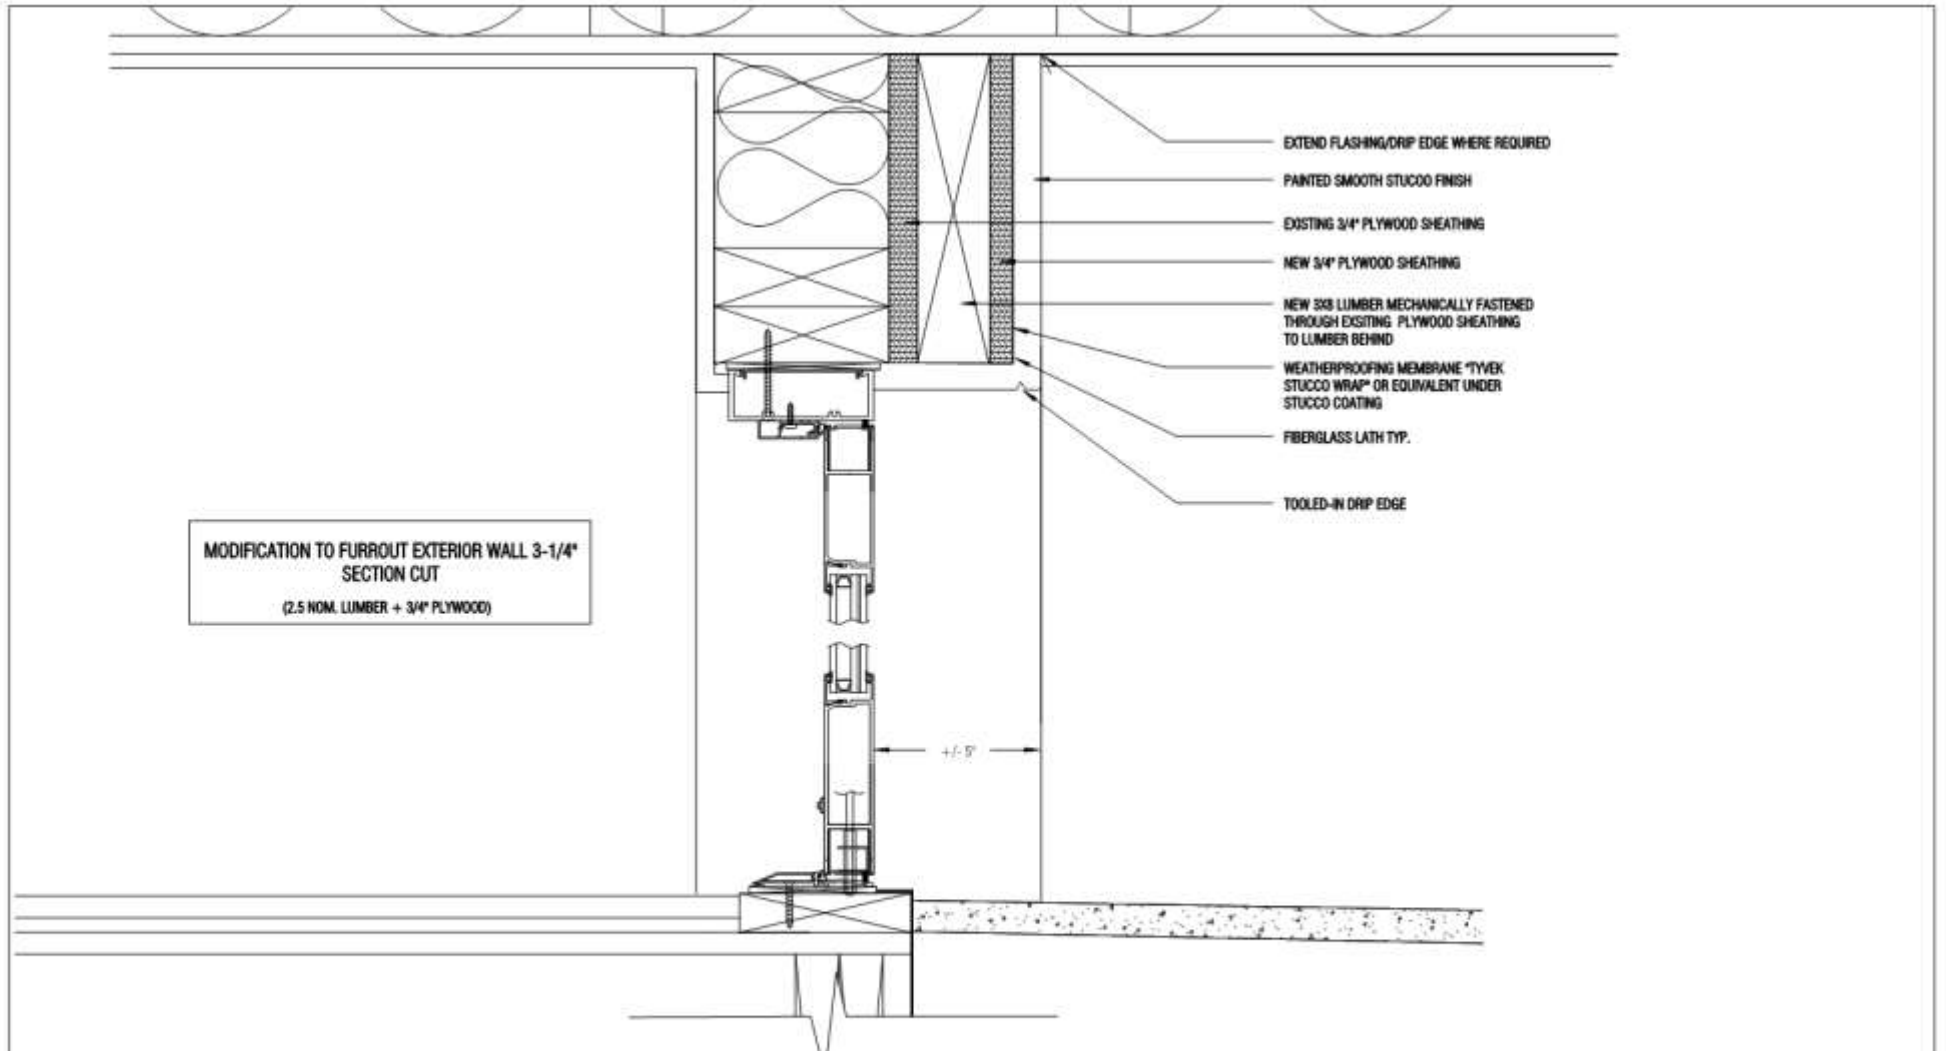 EXTEND FLASHING/DRIP EDGE WHERE REQUIRED
PAINTED SMOOTH STUCCO FINISH
EXISTING 3/4" PLYWOOD SHEATHING
NEW 3/4" PLYWOOD SHEATHING
NEW 3X8 LUMBER MECHANICALLY FASTENED
THROUGH EXSITING PLYWOOD SHEATHING
TO LUMBER BEHIND
WEATHERPROOFING MEMBRANE "TYVEK
STUCCO WRAP" OR EQUIVALENT UNDER
STUCCO COATING
FIBERGLASS LATH TYP.
TOOLED-IN DRIP EDGE
MODIFICATION TO FURROUT EXTERIOR WALL 3-1/4"
SECTION CUT
(2.5 NOM. LUMBER + 3/4" PLYWOOD)
+/- 5"